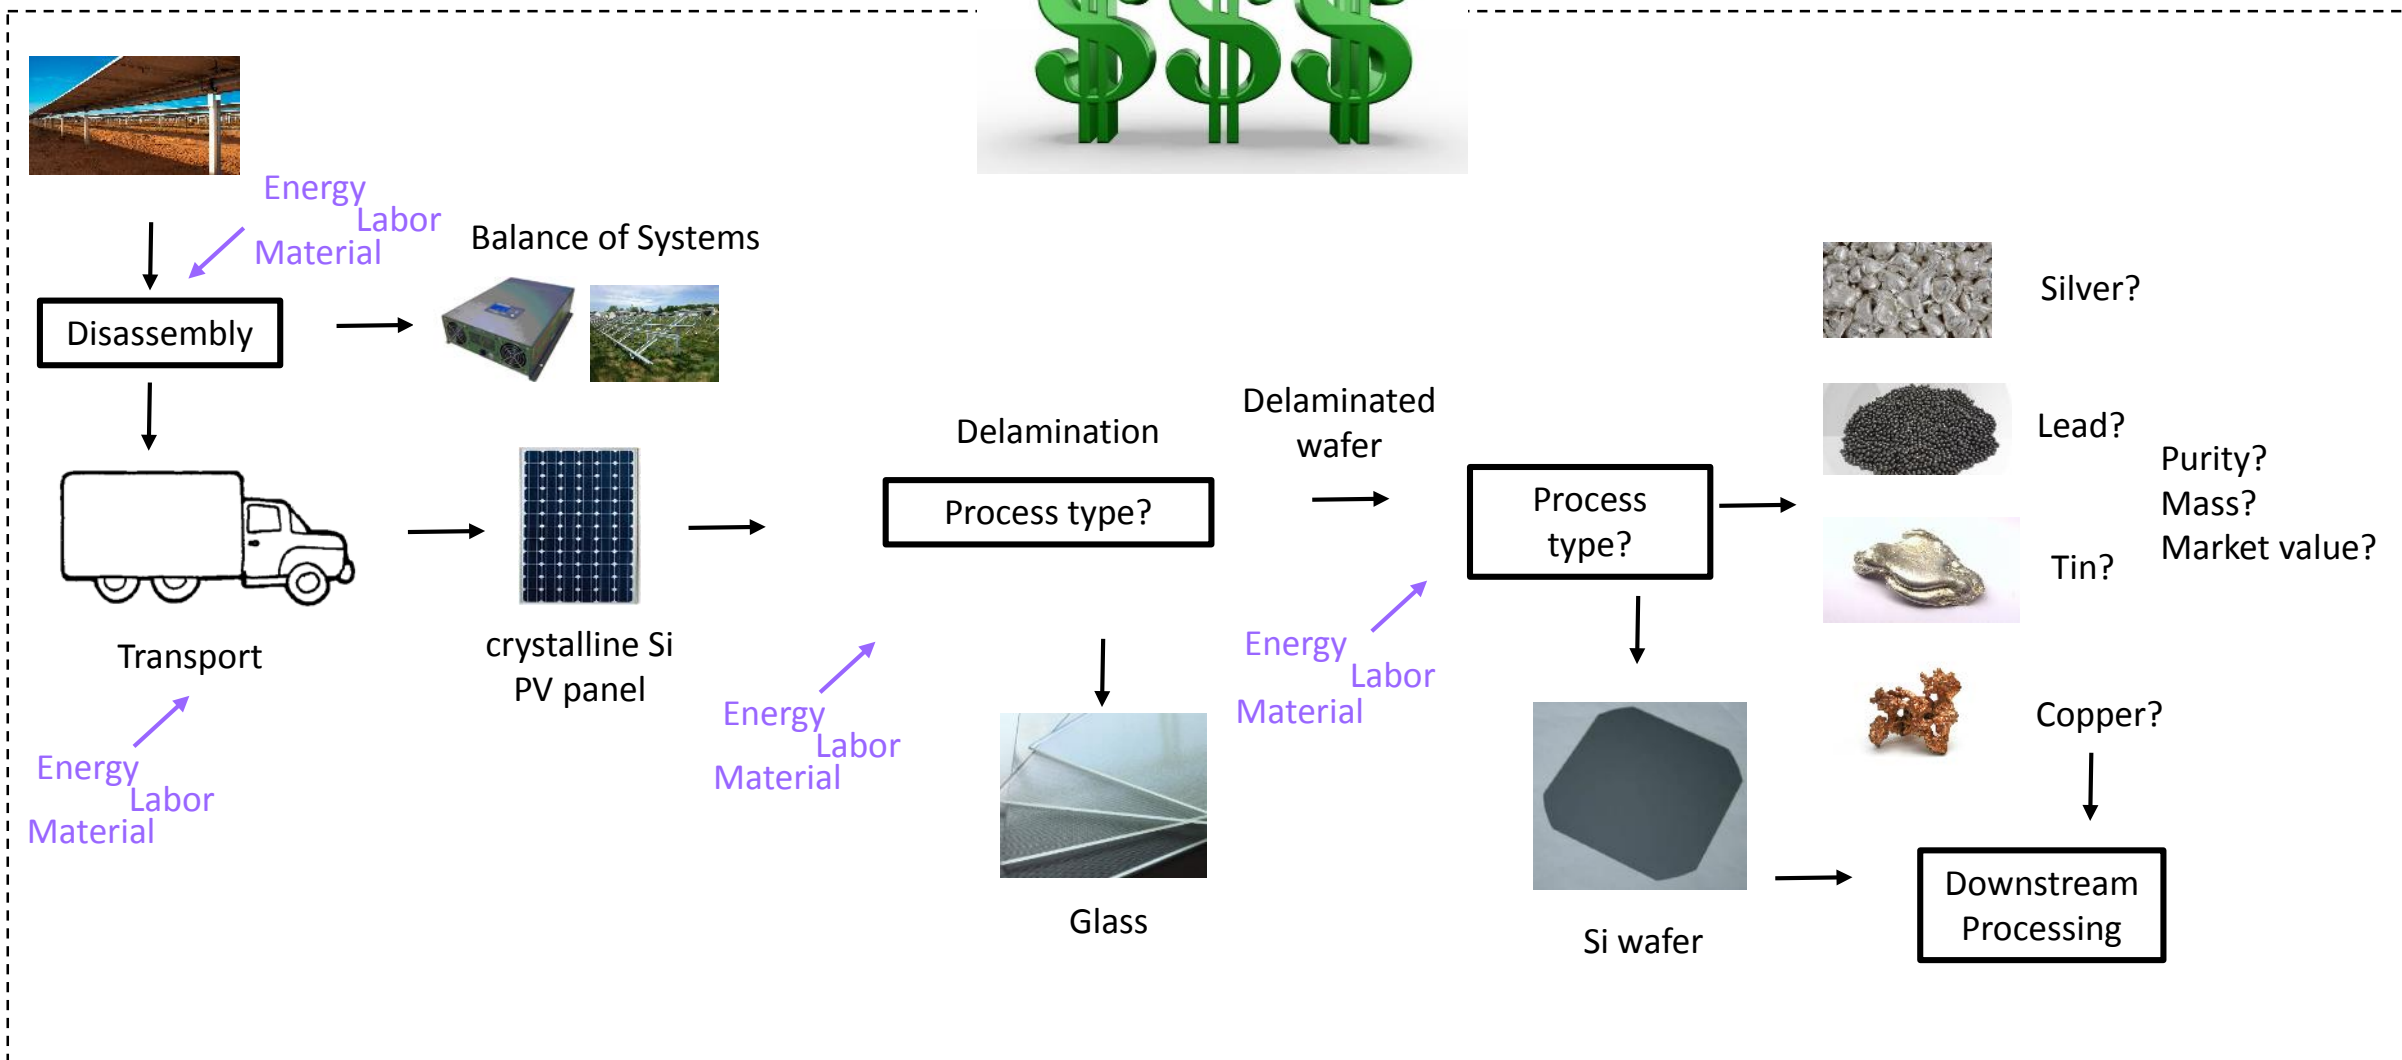 Energy
Labor
Material
Balance of Systems
Disassembly
Silver?
Delaminated
wafer
Delamination
Lead?
Purity?
Mass?
Market value?
Process type?
Process
type?
Tin?
Transport
crystalline Si
PV panel
Energy
Labor
Material
Energy
Labor
Material
Energy
Labor
Material
Copper?
Glass
Si wafer
Downstream
Processing